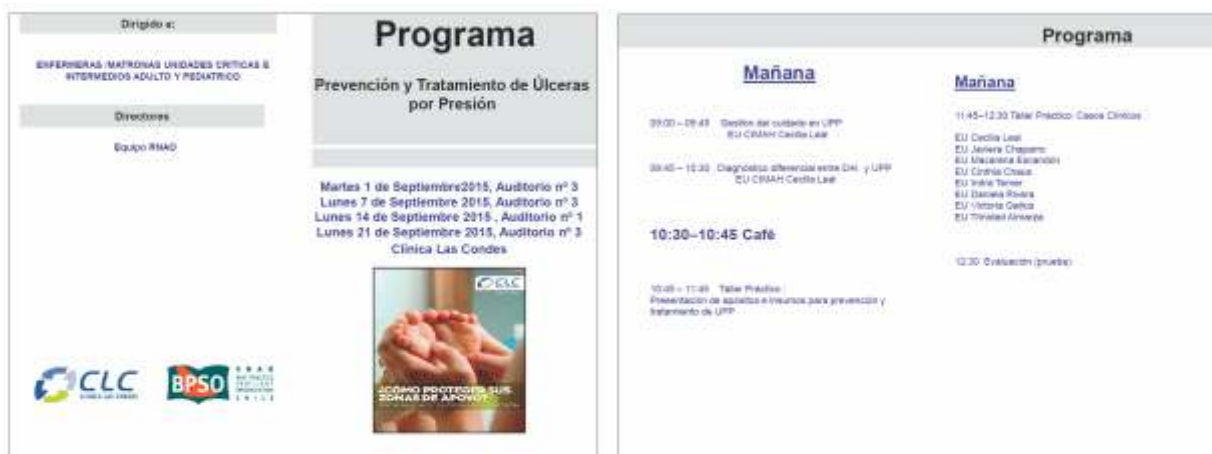 Dirigido a:
ENFERMERAS /MATRONAS UNIDADES CRITICAS E
INTERMEDIOS ADULTO Y PEDIATRICO
Directores
Equipo RNAO
CLC
CLINICA LAS CONDES
BPSO
CHILE
Programa
Prevención y Tratamiento de Úlceras
por Presión
Martes 1 de Septiembre2015, Auditorio nº 3
Lunes 7 de Septiembre 2015, Auditorio nº 3
Lunes 14 de Septiembre 2015 , Auditorio nº 1
Lunes 21 de Septiembre 2015, Auditorio nº 3
Clínica Las Condes
CLC
¿COMO PROTEGER SUS
ZONAS DE APOYO?
Programa
Mañana
09:00 – 09:45 Gestión del cuidado en UPP
EU CIMAH Cecilia Leal
09:45 – 10:30 Diagnóstico diferencial entre DAI y UPP
EU CIMAH Cecilia Leal
10:30–10:45 Café
10:45 – 11:45 Taller Práctico :
Presentación de apósitos e insumos para prevención y
tratamiento de UPP
Mañana
11:45–12:30 Taller Práctico: Casos Clínicos
EU Cecilia Leal
EU Javiera Chaparro
EU Macarena Escandón
EU Cinthia
EU
EU Daniela Rivera
EU Victoria
EU Trinidad Almarza
12:30 Evaluación (prueba)